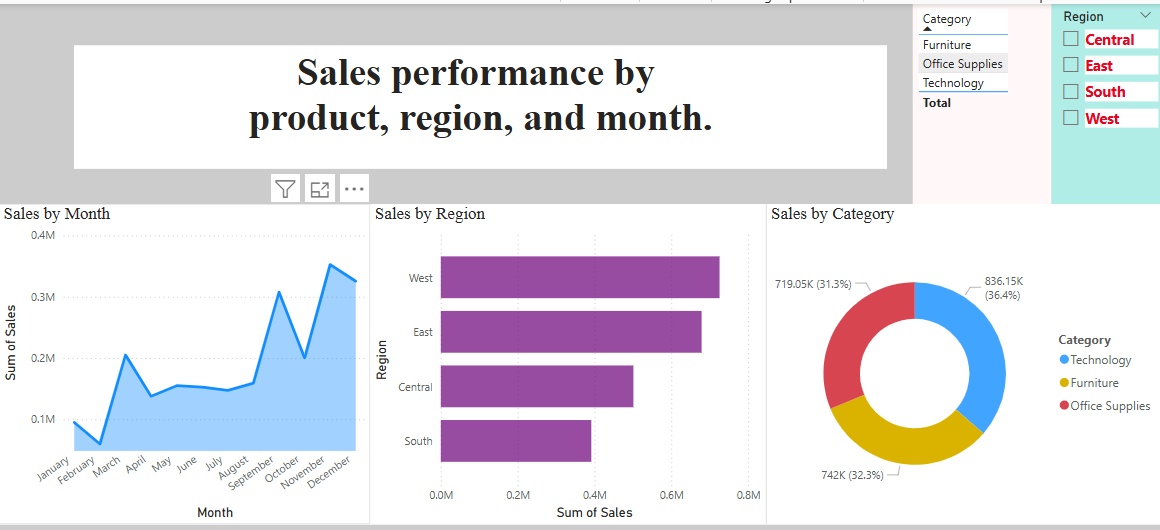 Sales performance by
product, region, and month.
Category
Furniture
Office Supplies
Technology
Total
Region
Central
East
South
West
Sales by Month
0.4M
0.3M
0.2M
0.1M
Sum of Sales
January
February
March
April
May
June
July
August
September
October
November
December
Month
Sales by Region
West
East
Central
South
Region
0.0M
0.2M
0.4M
0.6M
0.8M
Sum of Sales
Sales by Category
719.05K (31.3%)
836.15K
(36.4%)
742K (32.3%)
Category
Technology
Furniture
Office Supplies